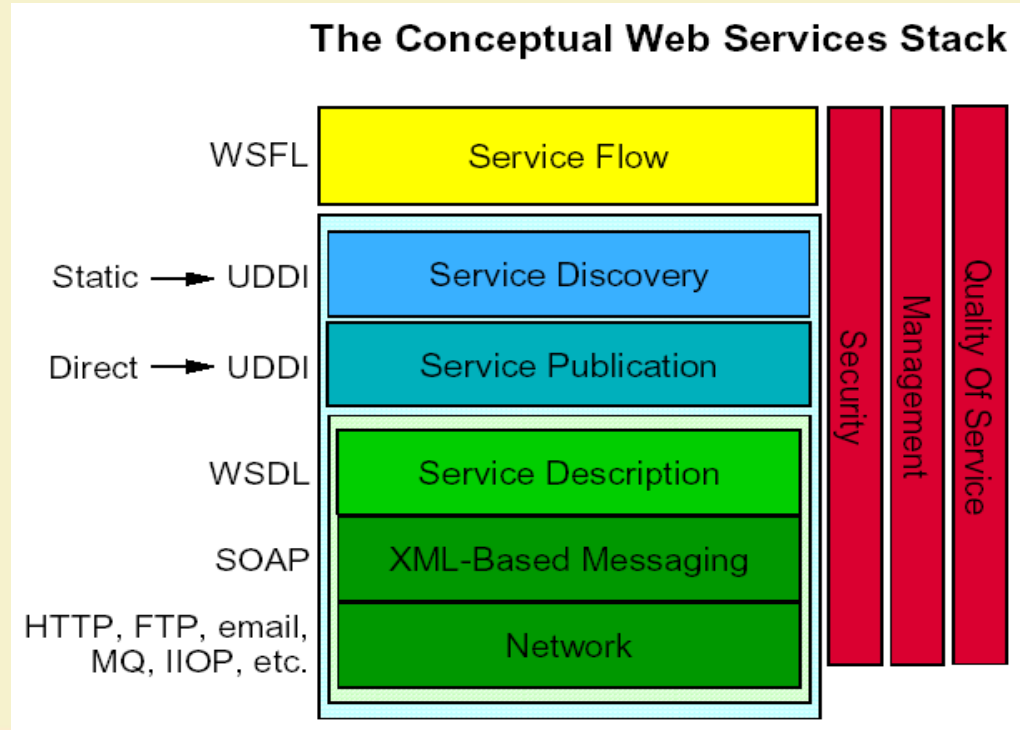 The Conceptual Web Services Stack
WSFL
Service Flow
Static
UDDI
Service Discovery
Direct
UDDI
Service Publication
WSDL
Service Description
SOAP
XML-Based Messaging
HTTP, FTP, email,
MQ, IIOP, etc.
Network
Security
Management
Quality Of Service